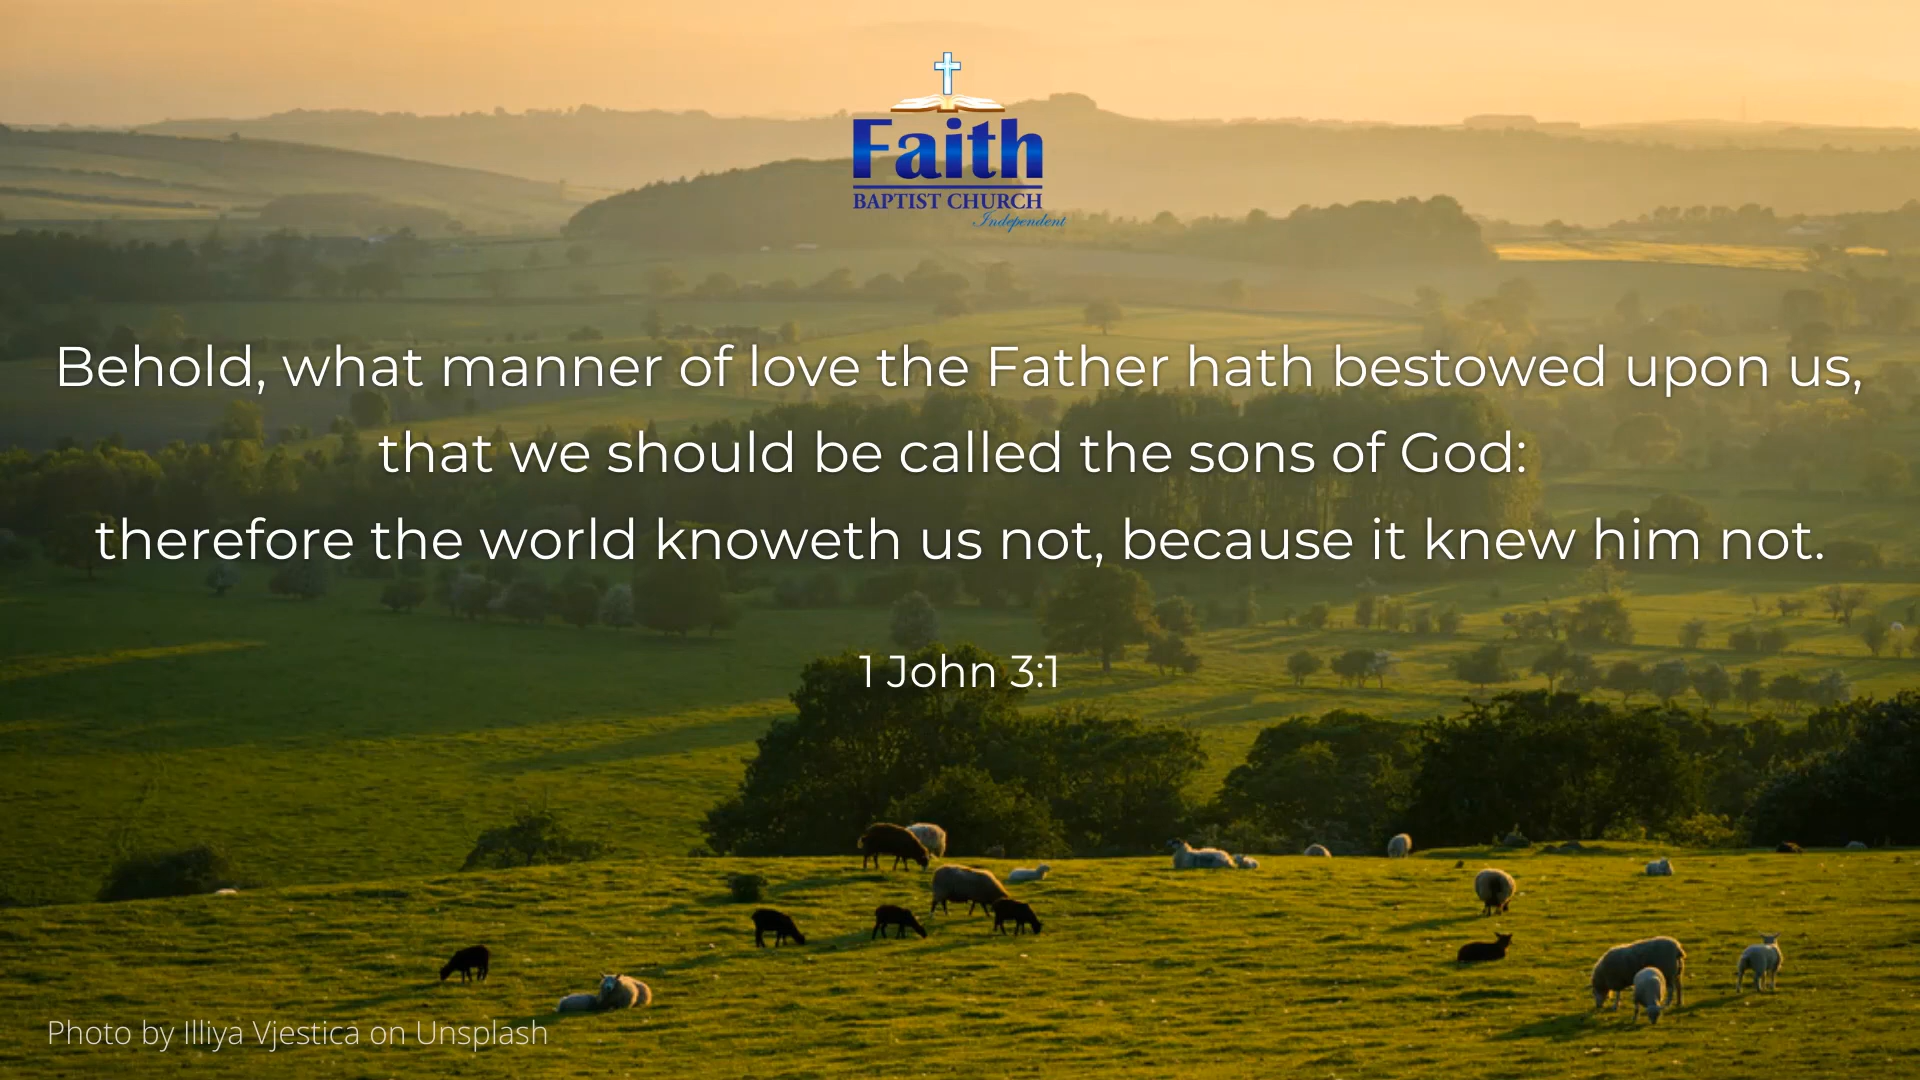 Faith
BAPTIST CHURCH
Independent
Behold, what manner of love the Father hath bestowed upon us,
that we should be called the sons of God:
therefore the world knoweth us not, because it knew him not.
1 John 3:1
Photo by Illiya Vjestica on Unsplash